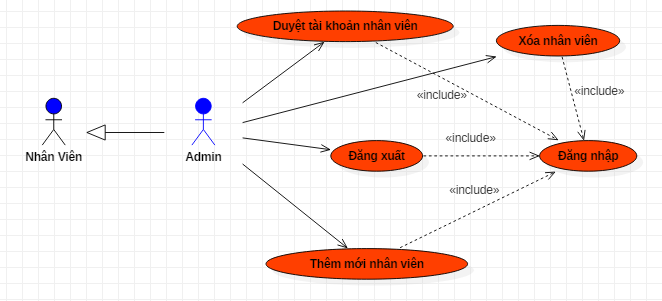 Duyệt tài khoản nhân viên
Xóa nhân viên
«include»
«include»
Nhân Viên
Admin
«include»
Đăng xuất
Đăng nhập
«include»
Thêm mới nhân viên